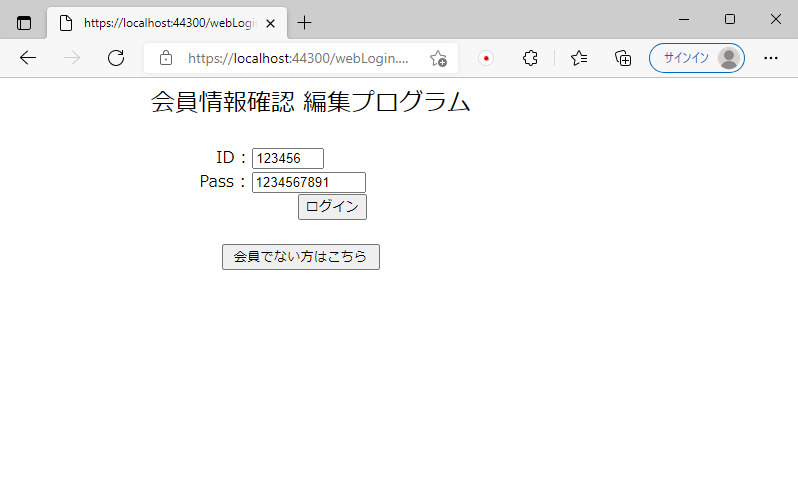 https://localhost:44300/webLogin
https://localhost:44300/webLogin....
サインイン
会員情報確認 編集プログラム
ID : 123456
Pass : 1234567891
ログイン
会員でない方はこちら